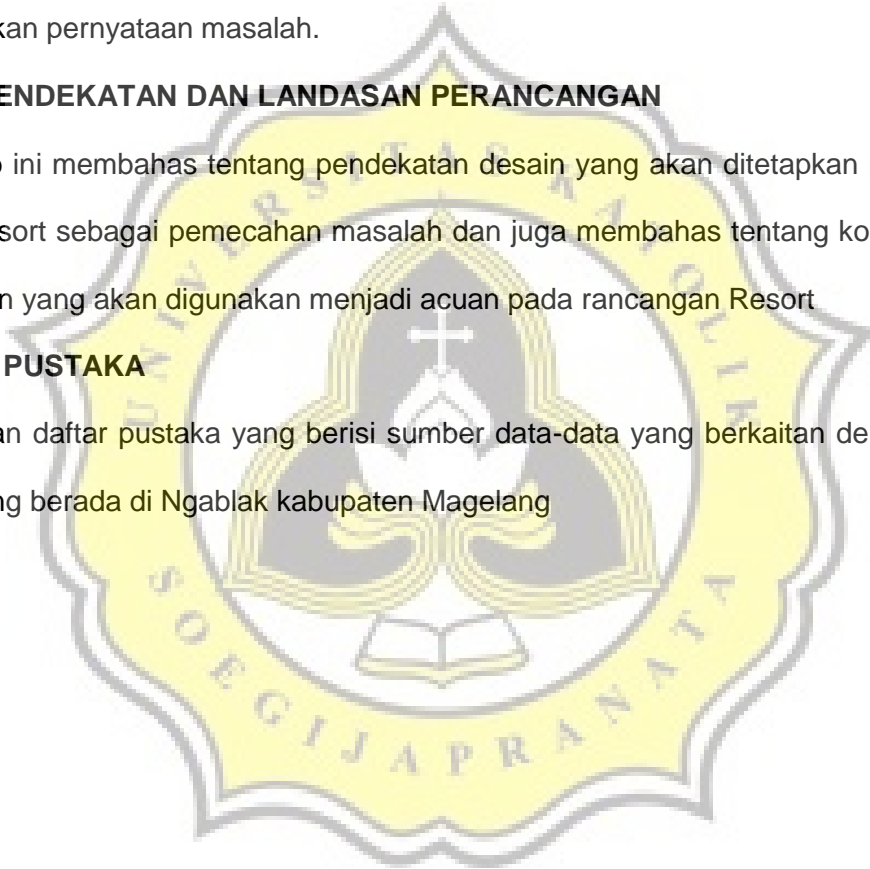 kan pernyataan masalah.
ENDEKATAN DAN LANDASAN PERANCANGAN
ini membahas tentang pendekatan desain yang akan ditetapkan
sort sebagai pemecahan masalah dan juga membahas tentang ko
n yang akan digunakan menjadi acuan pada rancangan Resort
PUSTAKA
an daftar pustaka yang berisi sumber data-data yang berkaitan de
ng berada di Ngablak kabupaten Magelang
UNIVERSITAS KATOLIK
SOEGIJAPRANATA